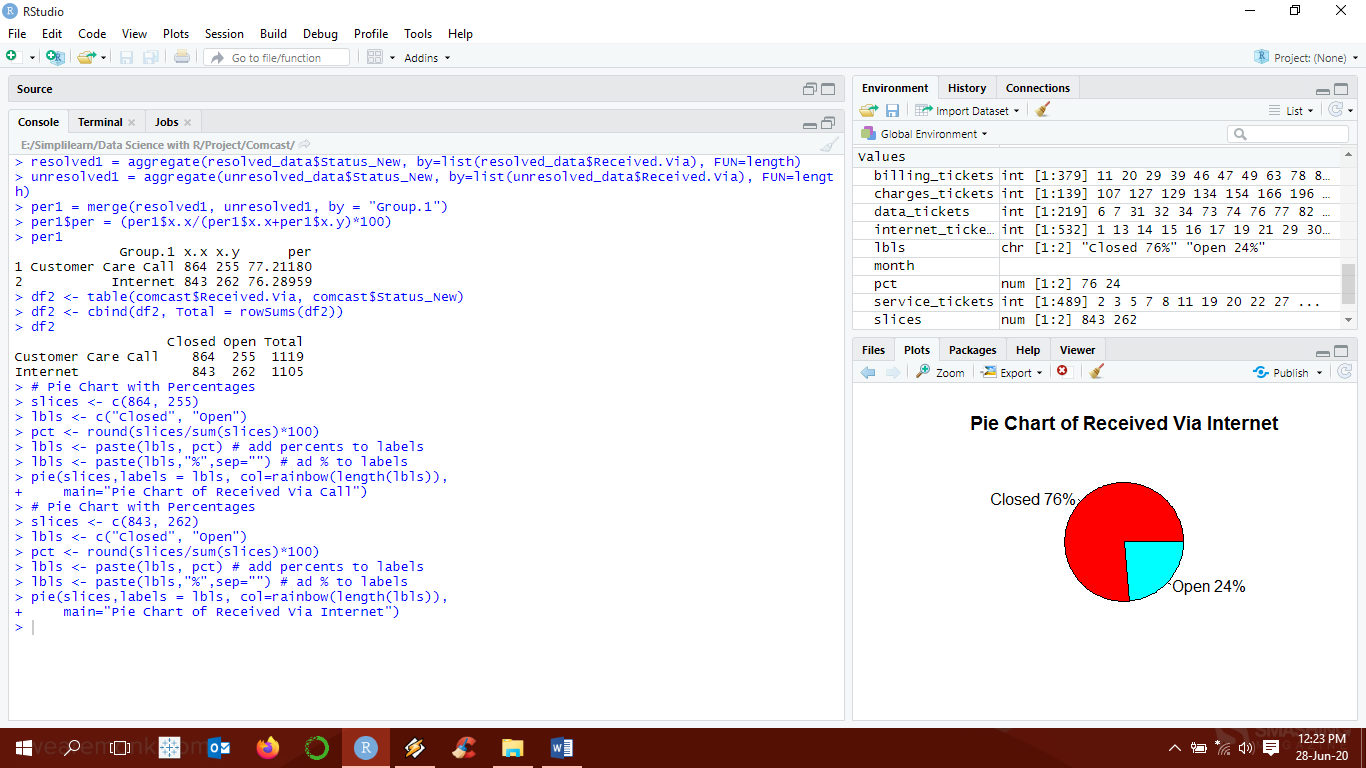 RStudio
File Edit Code View Plots Session Build Debug Profile Tools Help
Go to file/function Addins Project: (None)
Source
Console Terminal Jobs
E:/Simplilearn/Data Science with R/Project/Comcast/
> resolved1 = aggregate(resolved_data$Status_New, by=list(resolved_data$Received.Via), FUN=length)
> unresolved1 = aggregate(unresolved_data$Status_New, by=list(unresolved_data$Received.Via), FUN=lengt
h)
> per1 = merge(resolved1, unresolved1, by = "Group.1")
> per1$per = (per1$x.x/(per1$x.x+per1$x.y)*100)
> per1
Group.1 x.x x.y per
1 Customer Care Call 864 255 77.21180
2 Internet 843 262 76.28959
> df2 <- table(comcast$Received.Via, comcast$Status_New)
> df2 <- cbind(df2, Total = rowSums(df2))
> df2
Closed Open Total
Customer Care Call 864 255 1119
Internet 843 262 1105
> # Pie Chart with Percentages
> slices <- c(864, 255)
> lbls <- c("Closed", "Open")
> pct <- round(slices/sum(slices)*100)
> lbls <- paste(lbls, pct) # add percents to labels
> lbls <- paste(lbls,"%",sep="") # ad % to labels
> pie(slices,labels = lbls, col=rainbow(length(lbls)),
+ main="Pie Chart of Received Via Call")
> # Pie Chart with Percentages
> slices <- c(843, 262)
> lbls <- c("Closed", "Open")
> pct <- round(slices/sum(slices)*100)
> lbls <- paste(lbls, pct) # add percents to labels
> lbls <- paste(lbls,"%",sep="") # ad % to labels
> pie(slices,labels = lbls, col=rainbow(length(lbls)),
+ main="Pie Chart of Received Via Internet")
>
Environment History Connections
Import Dataset List
Global Environment
Values
billing_tickets int [1:379] 11 20 29 39 46 47 49 63 78 8…
charges_tickets int [1:139] 107 127 129 134 154 166 196 …
data_tickets int [1:219] 6 7 31 32 34 73 74 76 77 82 …
internet_ticke… int [1:532] 1 13 14 15 16 17 19 21 29 30…
lbls chr [1:2] "Closed 76%" "Open 24%"
month
pct num [1:2] 76 24
service_tickets int [1:489] 2 3 5 7 8 11 19 20 22 27 ...
slices num [1:2] 843 262
Files Plots Packages Help Viewer
Zoom Export Publish
Pie Chart of Received Via Internet
Closed 76%
Open 24%
12:23 PM
28-Jun-20